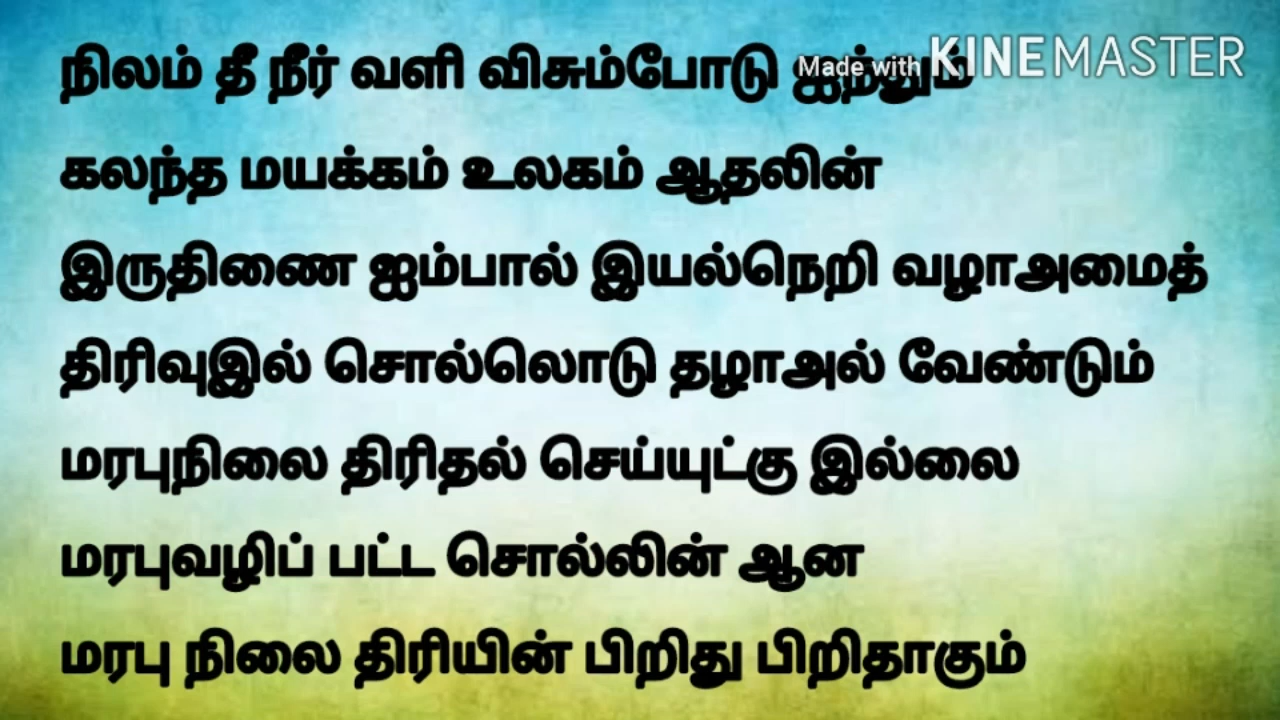 நிலம் தீ நீர் வளி விசும்போடு ஐந்தும்
Made with KINEMASTER
கலந்த மயக்கம் உலகம் ஆதலின்
இருதிணை ஐம்பால் இயல்நெறி வழாஅமைத்
திரிவுஇல் சொல்லொடு தழாஅல் வேண்டும்
மரபுநிலை திரிதல் செய்யுட்கு இல்லை
மரபுவழிப் பட்ட சொல்லின் ஆன
மரபு நிலை திரியின் பிறிது பிறிதாகும்